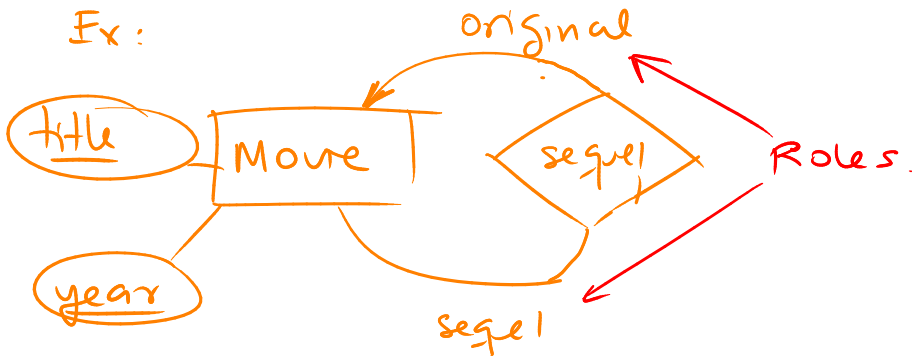 Ex:
original
title
Movie
sequel
Roles.
year
sequel